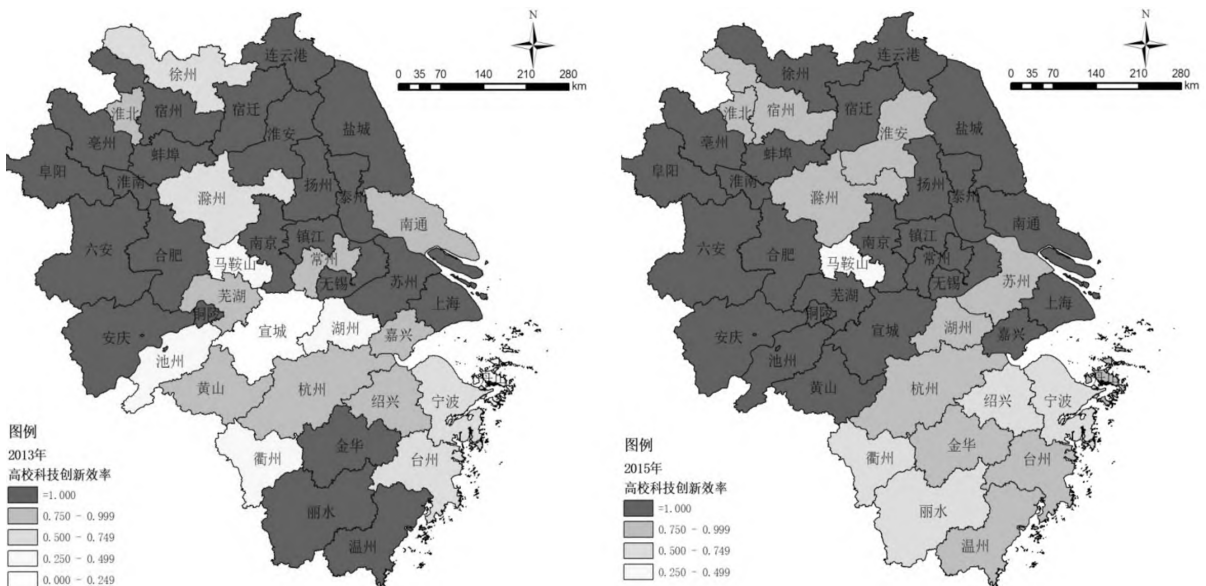 N
0 35 70 140 210 280
km
连云港
徐州
淮北
宿州
宿迁
淮安
盐城
亳州
蚌埠
阜阳
淮南
滁州
扬州
泰州
南通
六安
合肥
南京
镇江
马鞍山
常州
无锡
苏州
芜湖
铜陵
上海
安庆
宣城
湖州
嘉兴
池州
黄山
杭州
绍兴
宁波
衢州
金华
台州
丽水
温州
图例
2013年
高校科技创新效率
=1.000
0.750 - 0.999
0.500 - 0.749
0.250 - 0.499
0.000 - 0.249
N
0 35 70 140 210 280
km
连云港
徐州
淮北
宿州
宿迁
淮安
盐城
亳州
蚌埠
阜阳
淮南
滁州
扬州
泰州
南通
六安
合肥
南京
镇江
马鞍山
常州
无锡
苏州
芜湖
铜陵
上海
安庆
宣城
湖州
嘉兴
池州
黄山
杭州
绍兴
宁波
衢州
金华
台州
丽水
温州
图例
2015年
高校科技创新效率
=1.000
0.750 - 0.999
0.500 - 0.749
0.250 - 0.499